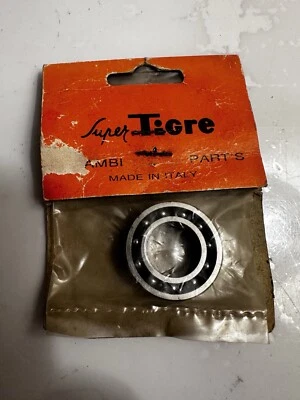 Super Tigre
AMBI PART'S
MADE IN ITALY